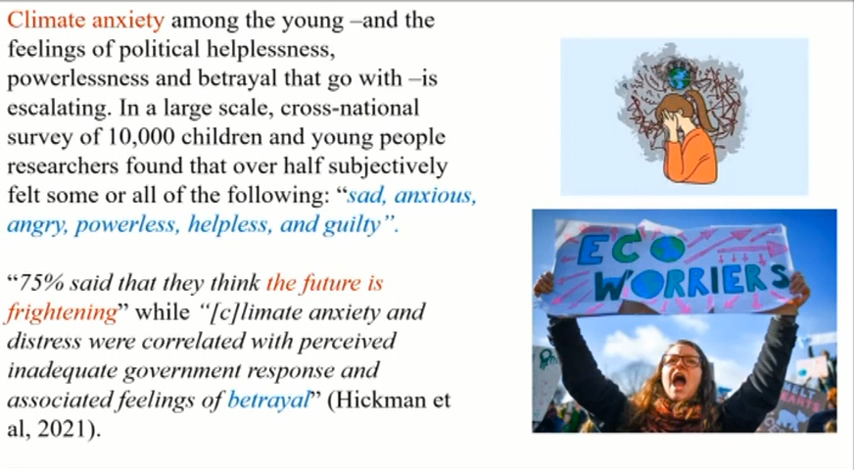 Climate anxiety among the young –and the
feelings of political helplessness,
powerlessness and betrayal that go with –is
escalating. In a large scale, cross-national
survey of 10,000 children and young people
researchers found that over half subjectively
felt some or all of the following: “sad, anxious,
angry, powerless, helpless, and guilty”.
“75% said that they think the future is
frightening” while “[c]limate anxiety and
distress were correlated with perceived
inadequate government response and
associated feelings of betrayal” (Hickman et
al, 2021).
ECO
WORRIERS
MELT